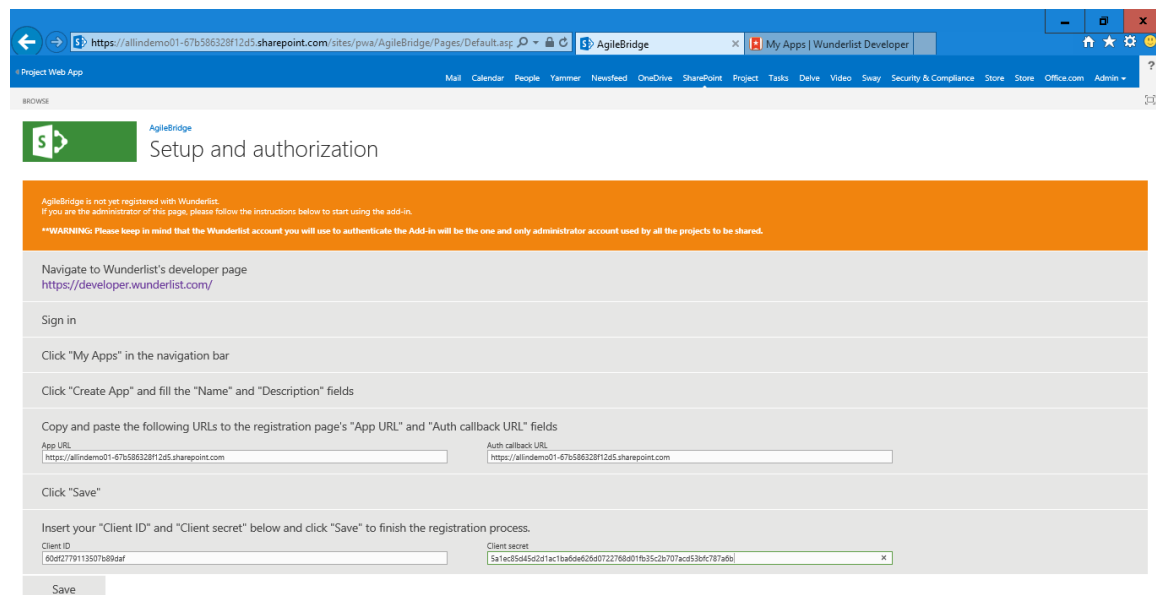 https://allindemo01-67b586328f12d5.sharepoint.com/sites/pwa/AgileBridge/Pages/Default.asp
AgileBridge
My Apps | Wunderlist Developer
Project Web App
Mail Calendar People Yammer Newsfeed OneDrive SharePoint Project Tasks Delve Video Sway Security & Compliance Store Store Office.com Admin
?
BROWSE
S
AgileBridge
Setup and authorization
AgileBridge is not yet registered with Wunderlist.
If you are the administrator of this page, please follow the instructions below to start using the add-in.
**WARNING: Please keep in mind that the Wunderlist account you will use to authenticate the Add-in will be the one and only administrator account used by all the projects to be shared.
Navigate to Wunderlist's developer page
https://developer.wunderlist.com/
Sign in
Click "My Apps" in the navigation bar
Click "Create App" and fill the "Name" and "Description" fields
Copy and paste the following URLs to the registration page's "App URL" and "Auth callback URL" fields
App URL Auth callback URL
https://allindemo01-67b586328f12d5.sharepoint.com https://allindemo01-67b586328f12d5.sharepoint.com
Click "Save"
Insert your "Client ID" and "Client secret" below and click "Save" to finish the registration process.
Client ID Client secret
60df2779113507b89daf 5a1ec85d45d2d1ac1ba6de626d0722768d01fb35c2b707acd53bfc787a6b
Save